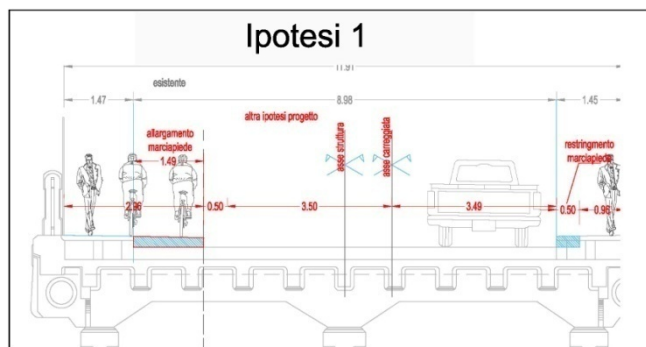 Ipotesi 1
11.91
esistente
1.47
8.98
1.45
altra ipotesi progetto
allargamento
marciapiede
1.49
asse struttura
asse carreggiata
restringmento
marciapiede
2.96
0.50
3.50
3.49
0.50
0.95